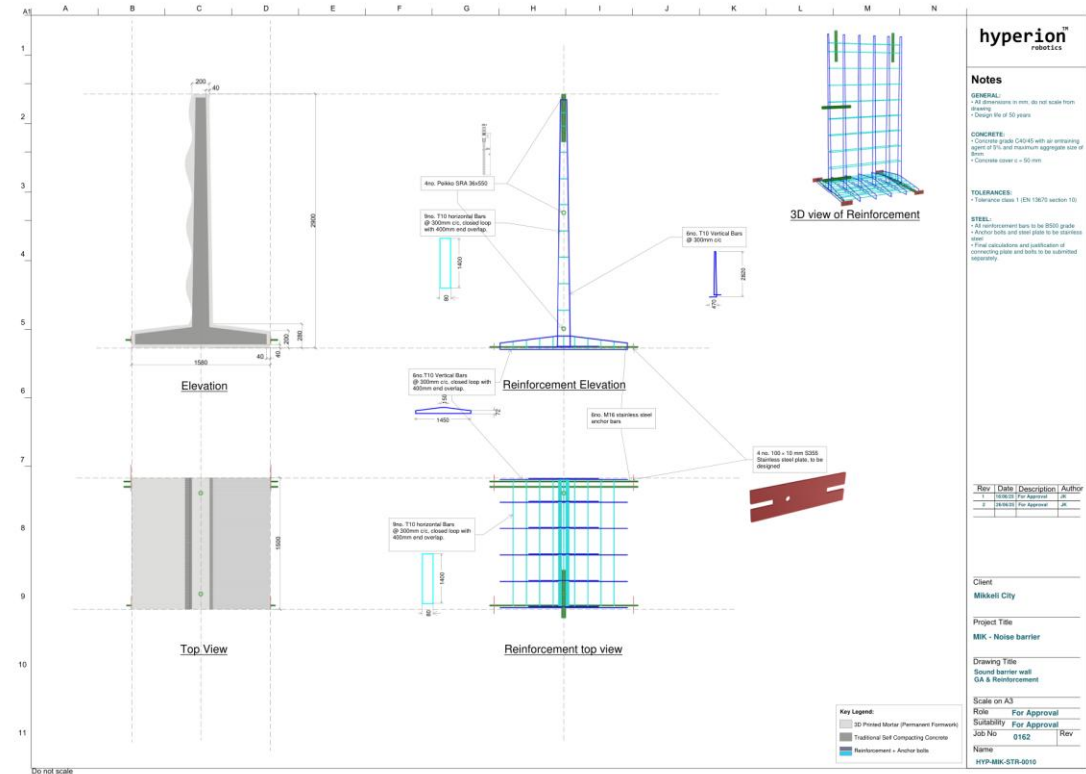 A1
A B C D E F G H I J K L M N
1
2
3
4
5
6
7
8
9
10
11
200
40
2900
280
200
40
40
1580
Elevation
4no. Peikko SRA 36x550
9no. T10 horizontal Bars
@ 300mm c/c, closed loop
with 400mm end overlap.
1400
80
6no. T10 Vertical Bars
@ 300mm c/c
2820
470
3D view of Reinforcement
Reinforcement Elevation
6no.T10 Vertical Bars
@ 300mm c/c, closed loop with
400mm end overlap.
150
72
1450
8no. M16 stainless steel
anchor bars
4 no. 100 × 10 mm S355
Stainless steel plate, to be
designed
1500
Top View
9no. T10 horizontal Bars
@ 300mm c/c, closed loop with
400mm end overlap.
1400
80
Reinforcement top view
Key Legend:
3D Printed Mortar (Permanent Formwork)
Traditional Self Compacting Concrete
Reinforcement + Anchor bolts
Do not scale
hyperion™
robotics
Notes
GENERAL:
• All dimensions in mm, do not scale from
drawing
• Design life of 50 years
CONCRETE:
• Concrete grade C40/45 with air entraining
agent of 5% and maximum aggregate size of
8mm
• Concrete cover c = 50 mm
TOLERANCES:
• Tolerance class 1 (EN 13670 section 10)
STEEL:
• All reinforcement bars to be B500 grade
• Anchor bolts and steel plate to be stainless
steel
• Final calculations and justification of
connecting plate and bolts to be submitted
separately.
Rev Date Description Author
1 For Approval JK
2 For Approval JK
Client
Mikkeli City
Project Title
MIK - Noise barrier
Drawing Title
Sound barrier wall
GA & Reinforcement
Scale on A3
Role For Approval
Suitability For Approval
Job No 0162 Rev
Name
HYP-MIK-STR-0010